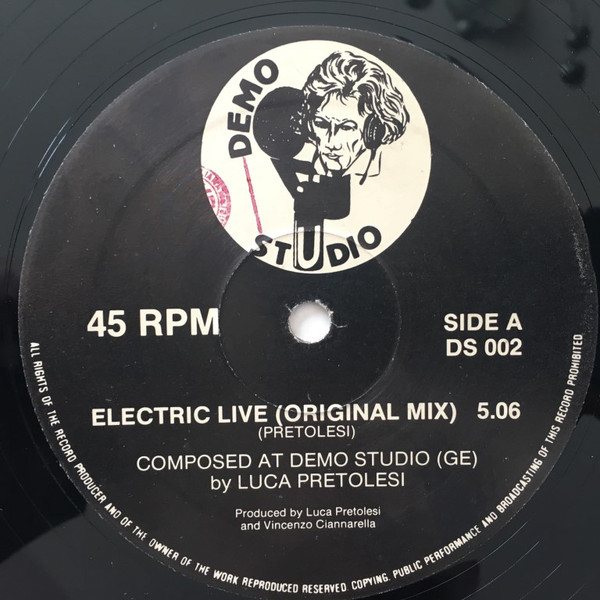 DEMO
STUDIO
45 RPM
SIDE A
DS 002
ELECTRIC LIVE (ORIGINAL MIX) 5.06
(PRETOLESI)
COMPOSED AT DEMO STUDIO (GE)
by LUCA PRETOLESI
Produced by Luca Pretolesi
and Vincenzo Ciannarella
ALL RIGHTS OF THE RECORD PRODUCER AND OF THE OWNER OF THE WORK REPRODUCED RESERVED COPYING. PUBLIC PERFORMANCE AND BROADCASTING OF THIS RECORD PROHIBITED